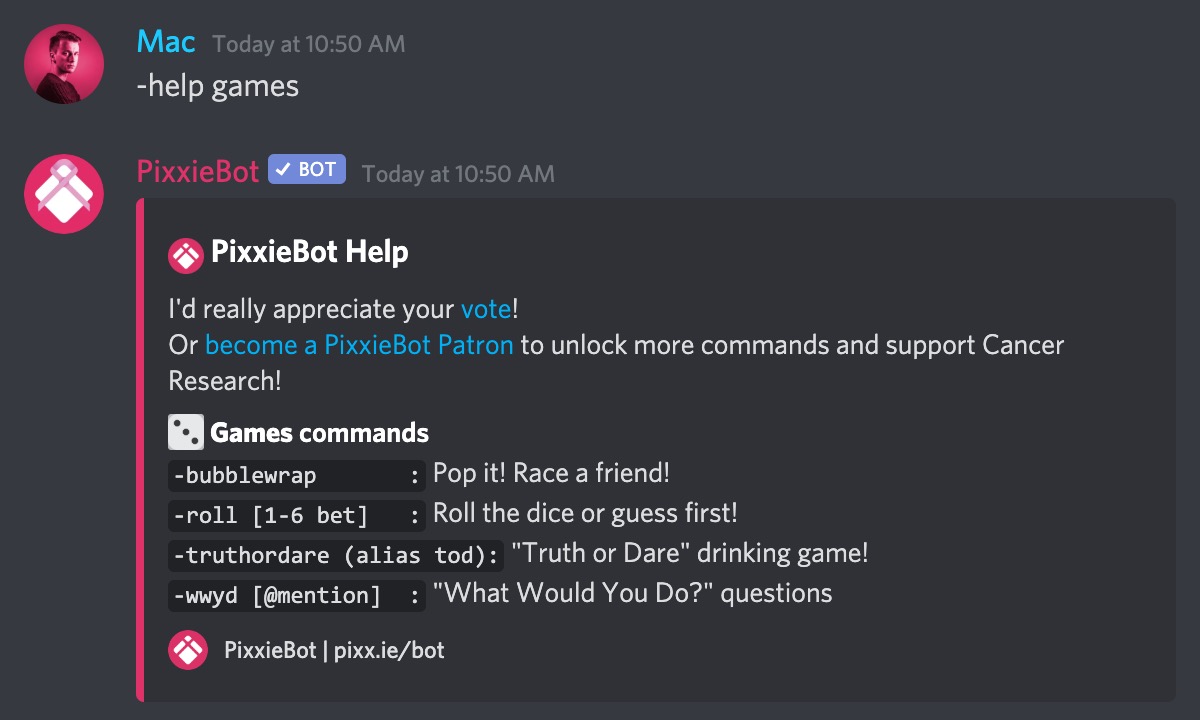 Mac Today at 10:50 AM
-help games
PixxieBot ✓ BOT Today at 10:50 AM
PixxieBot Help
I'd really appreciate your vote!
Or become a PixxieBot Patron to unlock more commands and support Cancer
Research!
Games commands
-bubblewrap : Pop it! Race a friend!
-roll [1-6 bet] : Roll the dice or guess first!
-truthordare (alias tod): "Truth or Dare" drinking game!
-wwyd [@mention] : "What Would You Do?" questions
PixxieBot | pixx.ie/bot